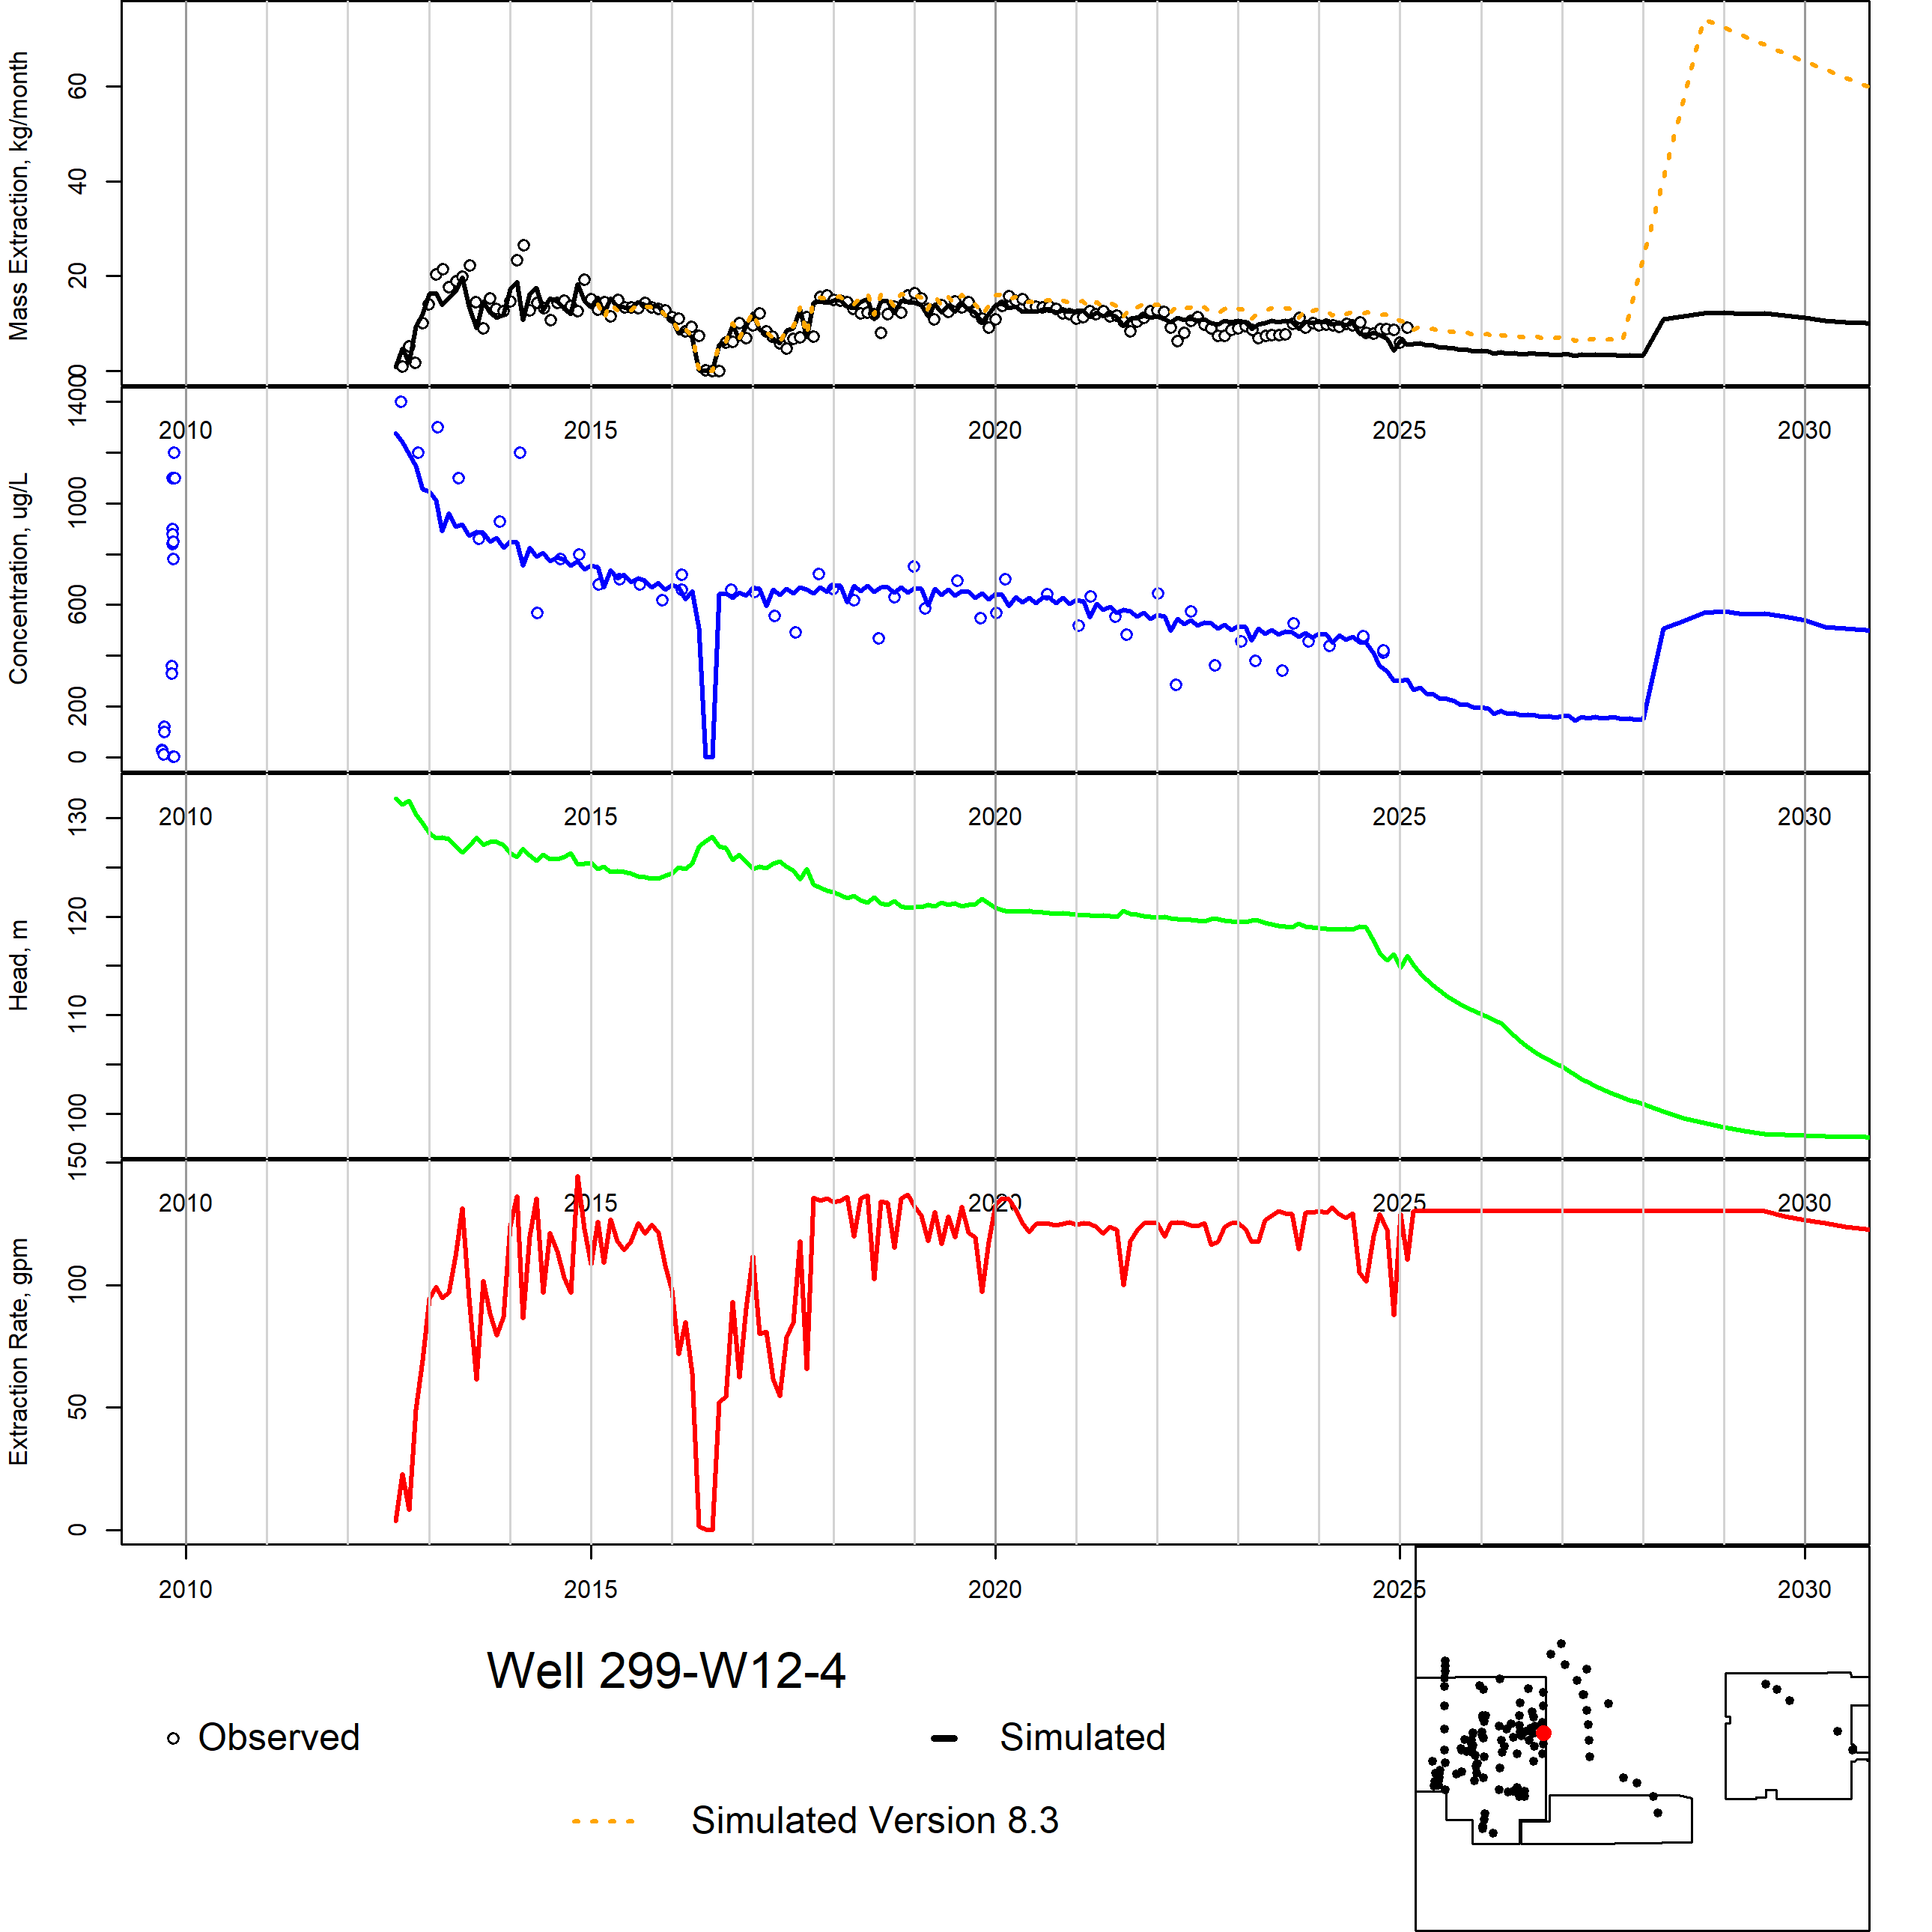 Mass Extraction, kg/month
60
40
20
0
2010 2015 2020 2025 2030
Concentration, ug/L
1400
1000
600
200
0
2010 2015 2020 2025 2030
Head, m
130
120
110
100
2010 2015 2020 2025 2030
Extraction Rate, gpm
150
100
50
0
2010 2015 2020 2025 2030
Well 299-W12-4
Observed
Simulated
Simulated Version 8.3